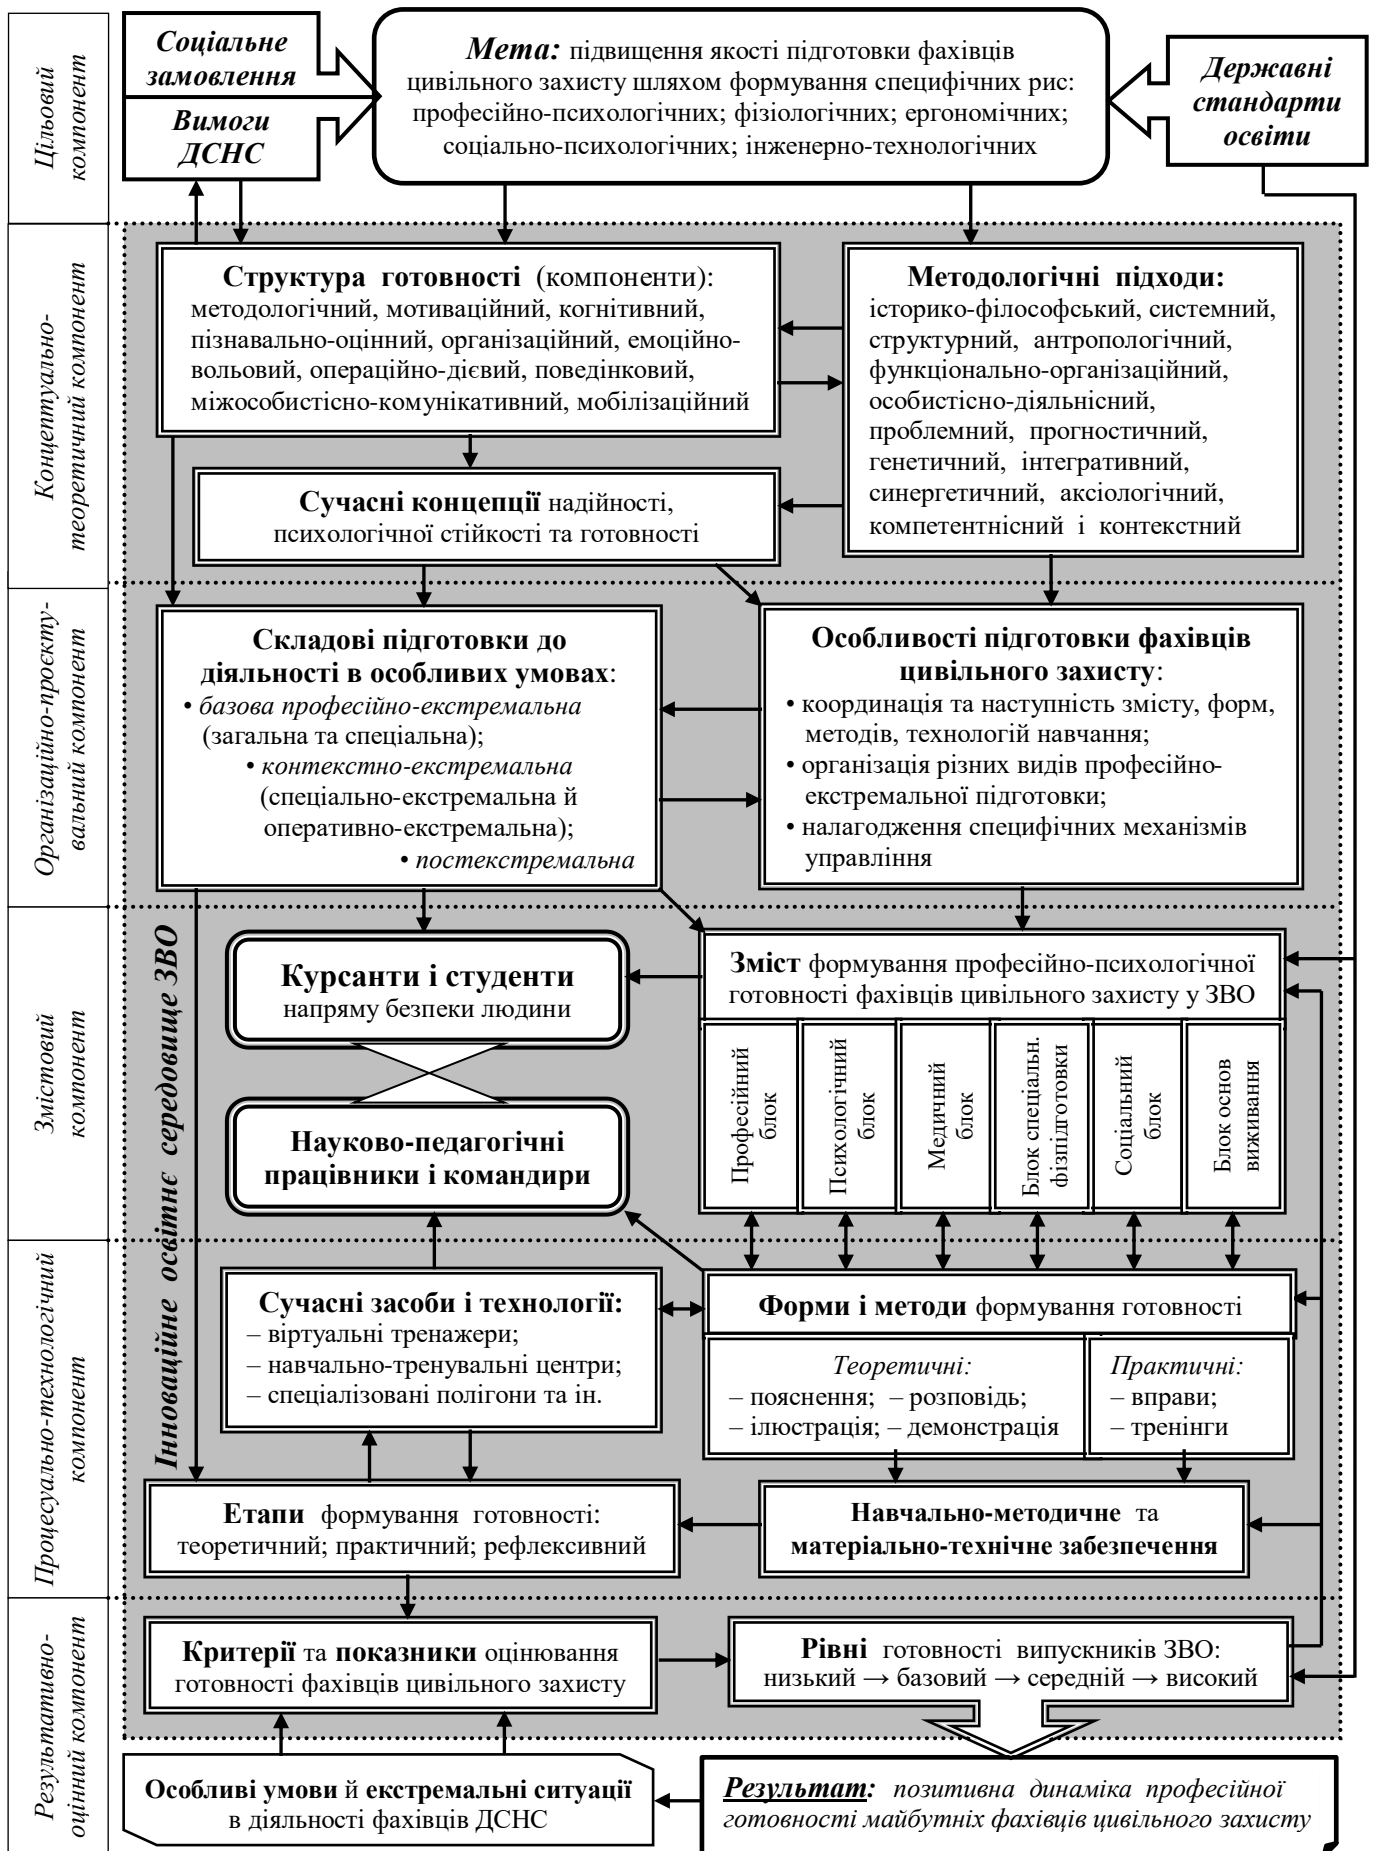 Цільовий
компонент
Соціальне
замовлення
Вимоги
ДСНС
Мета: підвищення якості підготовки фахівців
цивільного захисту шляхом формування специфічних рис:
професійно-психологічних; фізіологічних; ергономічних;
соціально-психологічних; інженерно-технологічних
Державні
стандарти
освіти
Концептуально-
теоретичний компонент
Структура готовності (компоненти):
методологічний, мотиваційний, когнітивний,
пізнавально-оцінний, організаційний, емоційно-
вольовий, операційно-дієвий, поведінковий,
міжособистісно-комунікативний, мобілізаційний
Методологічні підходи:
історико-філософський, системний,
структурний, антропологічний,
функціонально-організаційний,
особистісно-діяльнісний,
проблемний, прогностичний,
генетичний, інтегративний,
синергетичний, аксіологічний,
компетентнісний і контекстний
Сучасні концепції надійності,
психологічної стійкості та готовності
Організаційно-проєкту-
вальний компонент
Складові підготовки до
діяльності в особливих умовах:
• базова професійно-екстремальна
(загальна та спеціальна);
• контекстно-екстремальна
(спеціально-екстремальна й
оперативно-екстремальна);
• постекстремальна
Особливості підготовки фахівців
цивільного захисту:
• координація та наступність змісту, форм,
методів, технологій навчання;
• організація різних видів професійно-
екстремальної підготовки;
• налагодження специфічних механізмів
управління
Змістовий
компонент
Інноваційне освітнє середовище ЗВО
Курсанти і студенти
напряму безпеки людини
Науково-педагогічні
працівники і командири
Зміст формування професійно-психологічної
готовності фахівців цивільного захисту у ЗВО
Професійний
блок
Психологічний
блок
Медичний
блок
Блок спеціальн.
фізпідготовки
Соціальний
блок
Блок основ
виживання
Процесуально-технологічний
компонент
Сучасні засоби і технології:
– віртуальні тренажери;
– навчально-тренувальні центри;
– спеціалізовані полігони та ін.
Форми і методи формування готовності
Теоретичні:
– пояснення; – розповідь;
– ілюстрація; – демонстрація
Практичні:
– вправи;
– тренінги
Етапи формування готовності:
теоретичний; практичний; рефлексивний
Навчально-методичне та
матеріально-технічне забезпечення
Результативно-
оцінний компонент
Критерії та показники оцінювання
готовності фахівців цивільного захисту
Рівні готовності випускників ЗВО:
низький → базовий → середній → високий
Особливі умови й екстремальні ситуації
в діяльності фахівців ДСНС
Результат: позитивна динаміка професійної
готовності майбутніх фахівців цивільного захисту